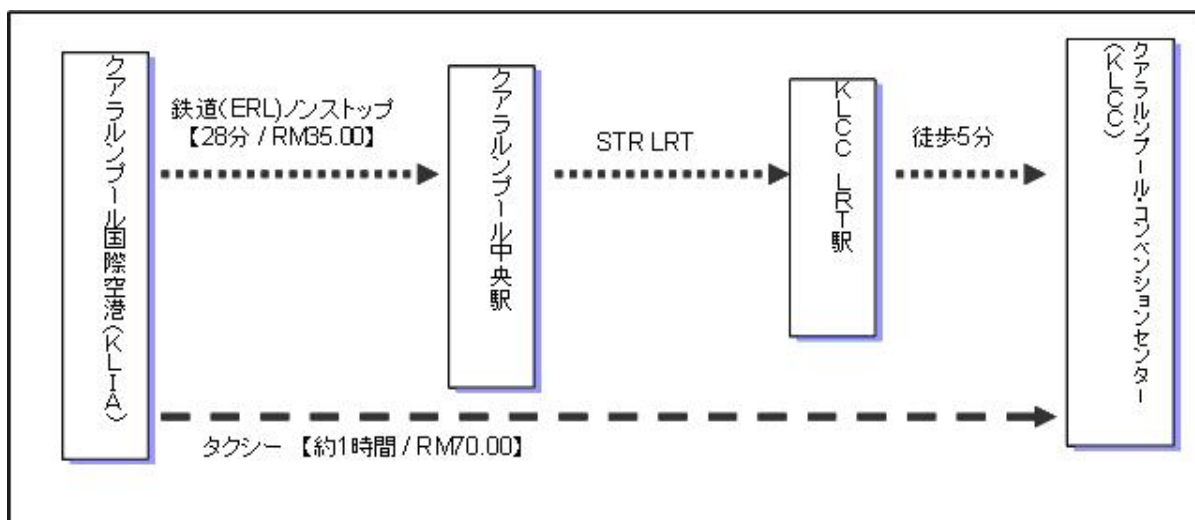 クアラルンプール国際空港(KLIA)
鉄道(ERL)ノンストップ
【28分 / RM35.00】
クアラルンプール中央駅
STR LRT
KLCC LRT駅
徒歩5分
クアラルンプール・コンベンションセンター
(KLCC)
タクシー 【約1時間 / RM70.00】